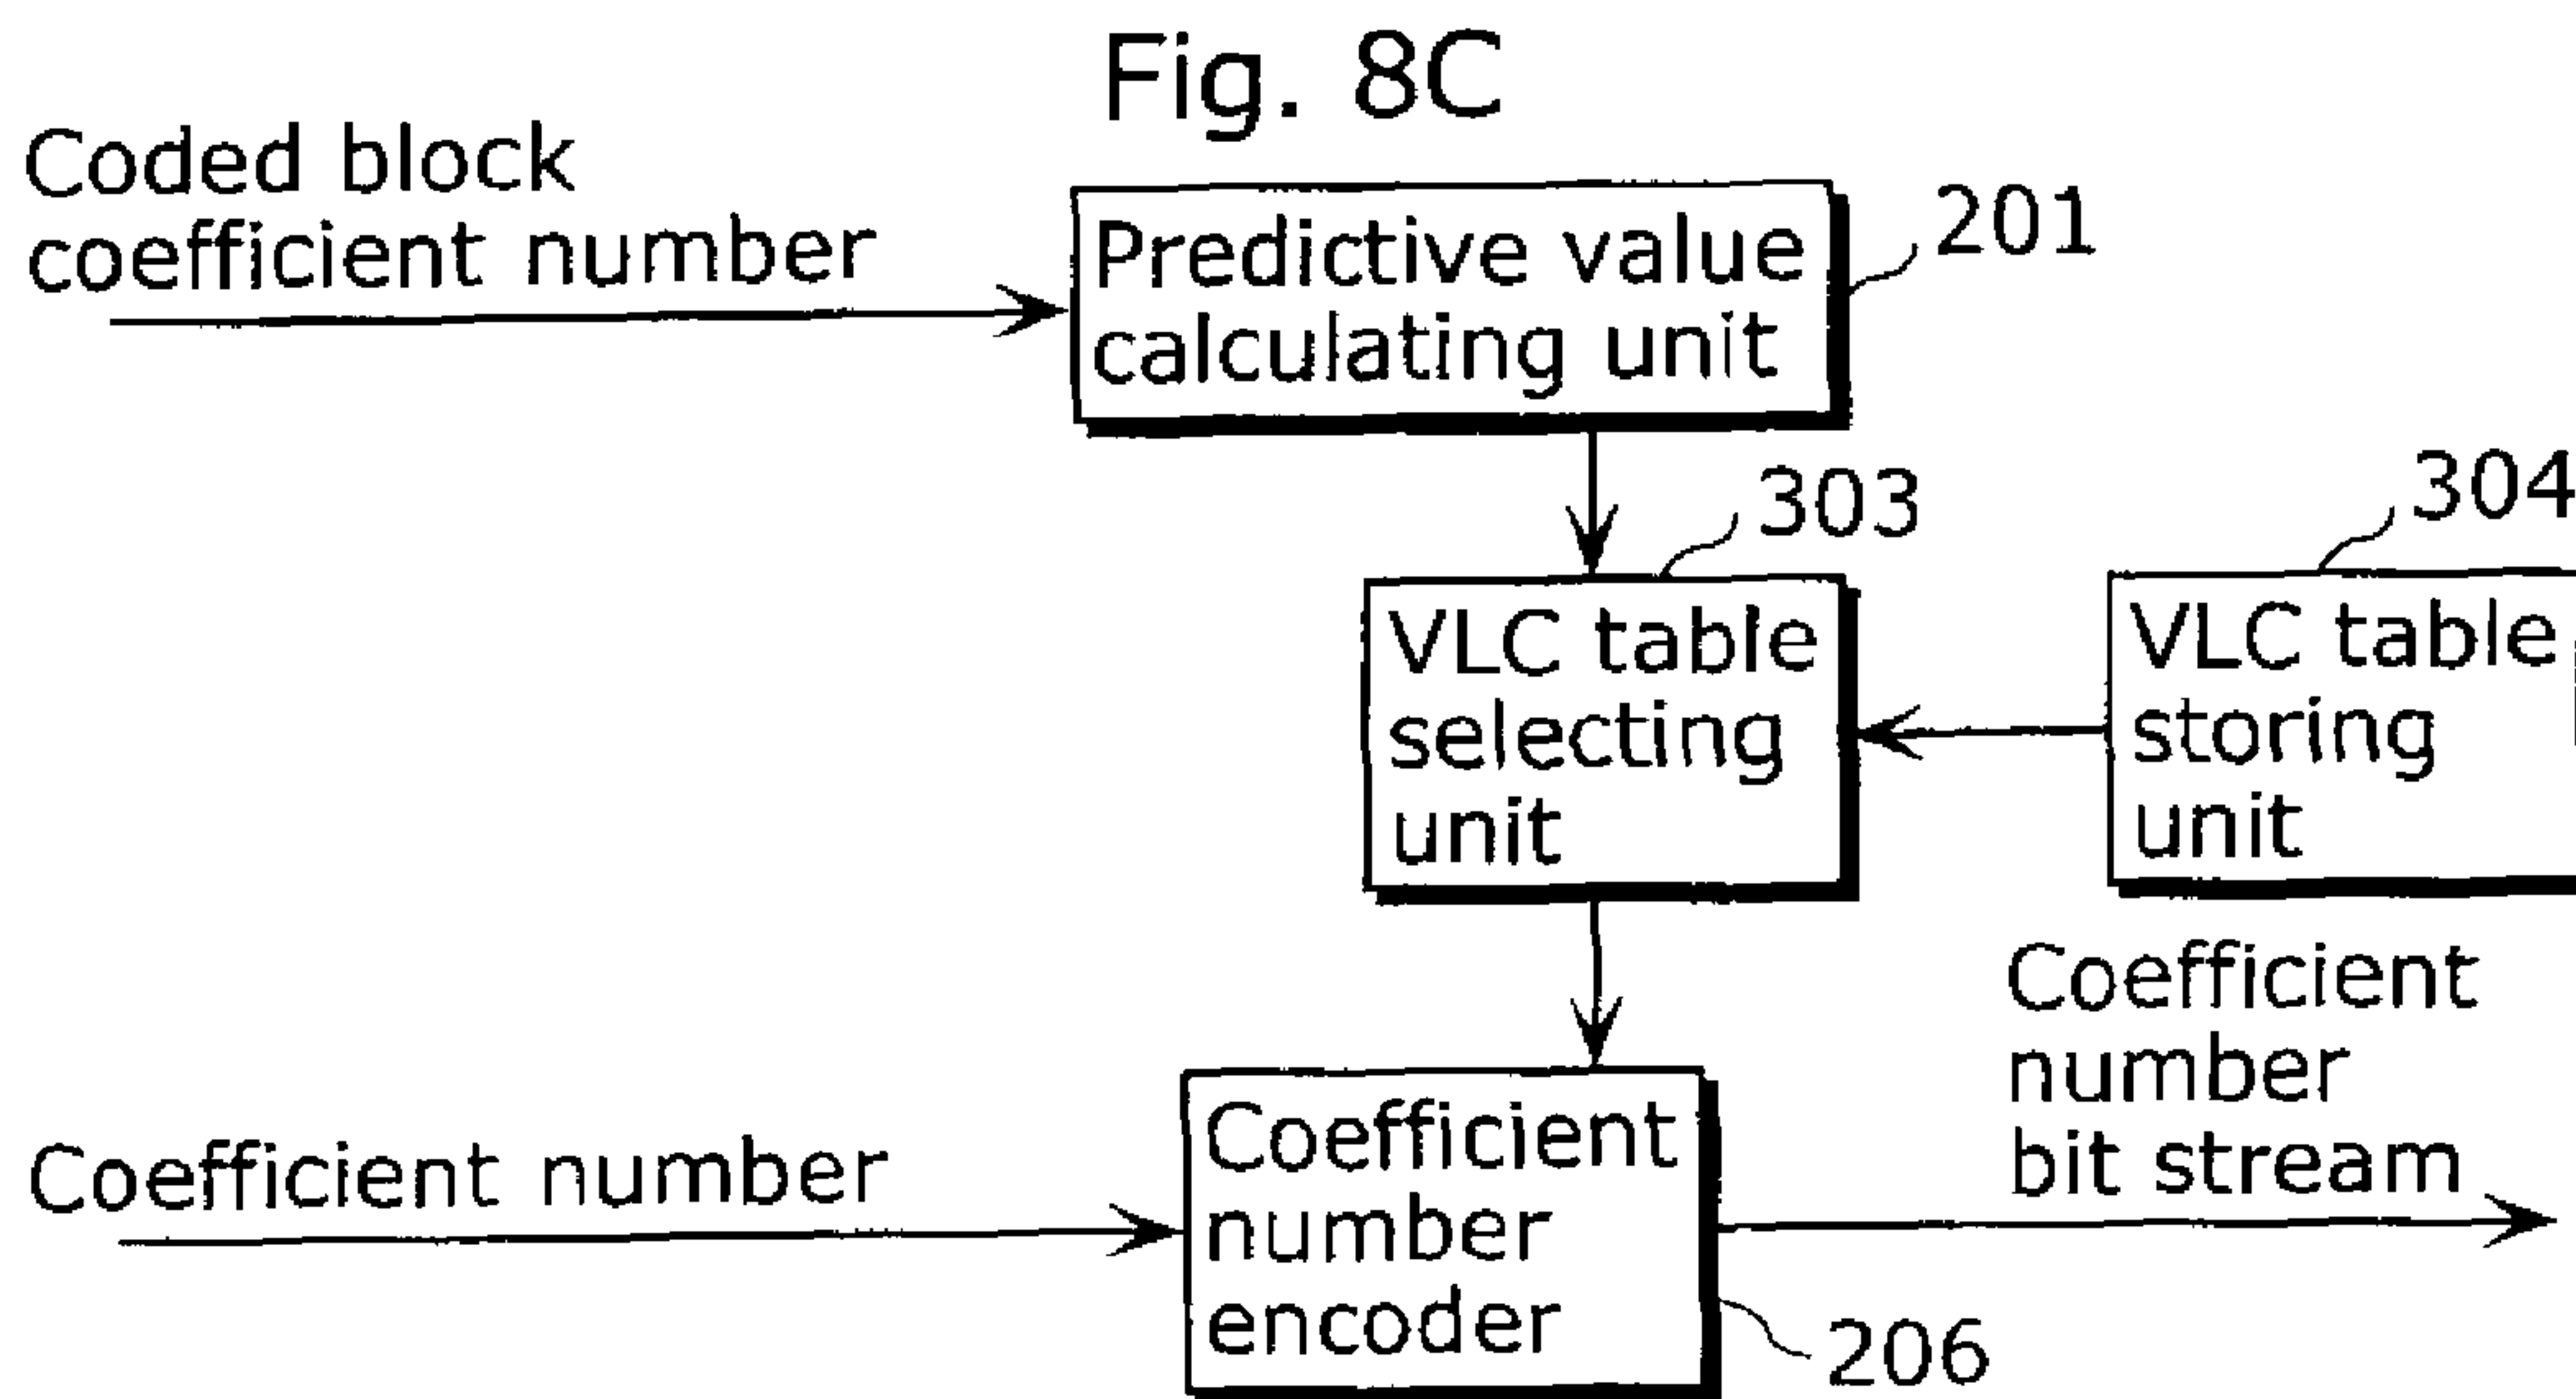 Fig. 8C
Coded block
coefficient number
Predictive value
calculating unit
201
303
304
VLC table
selecting
unit
VLC table
storing
unit
Coefficient
number
bit stream
Coefficient number
Coefficient
number
encoder
206